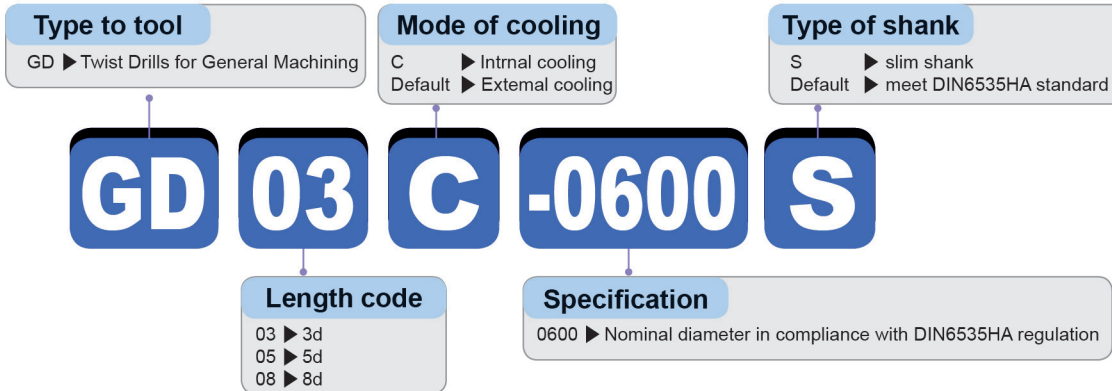 Type to tool
GD ▶ Twist Drills for General Machining
Mode of cooling
C ▶ Intrnal cooling
Default ▶ External cooling
Type of shank
S ▶ slim shank
Default ▶ meet DIN6535HA standard
GD 03 C -0600 S
Length code
03 ▶ 3d
05 ▶ 5d
08 ▶ 8d
Specification
0600 ▶ Nominal diameter in compliance with DIN6535HA regulation